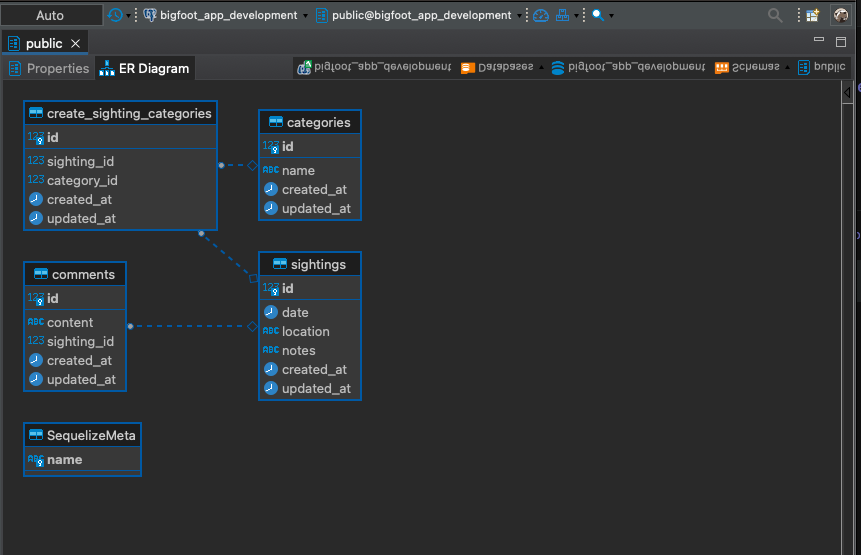 Auto
bigfoot_app_development
public@bigfoot_app_development
public
Properties
ER Diagram
bigfoot_app_development
Databases
bigfoot_app_development
Schemas
public
create_sighting_categories
123 id
123 sighting_id
123 category_id
created_at
updated_at
categories
123 id
ABC name
created_at
updated_at
comments
123 id
ABC content
123 sighting_id
created_at
updated_at
sightings
123 id
date
ABC location
ABC notes
created_at
updated_at
SequelizeMeta
ABC name